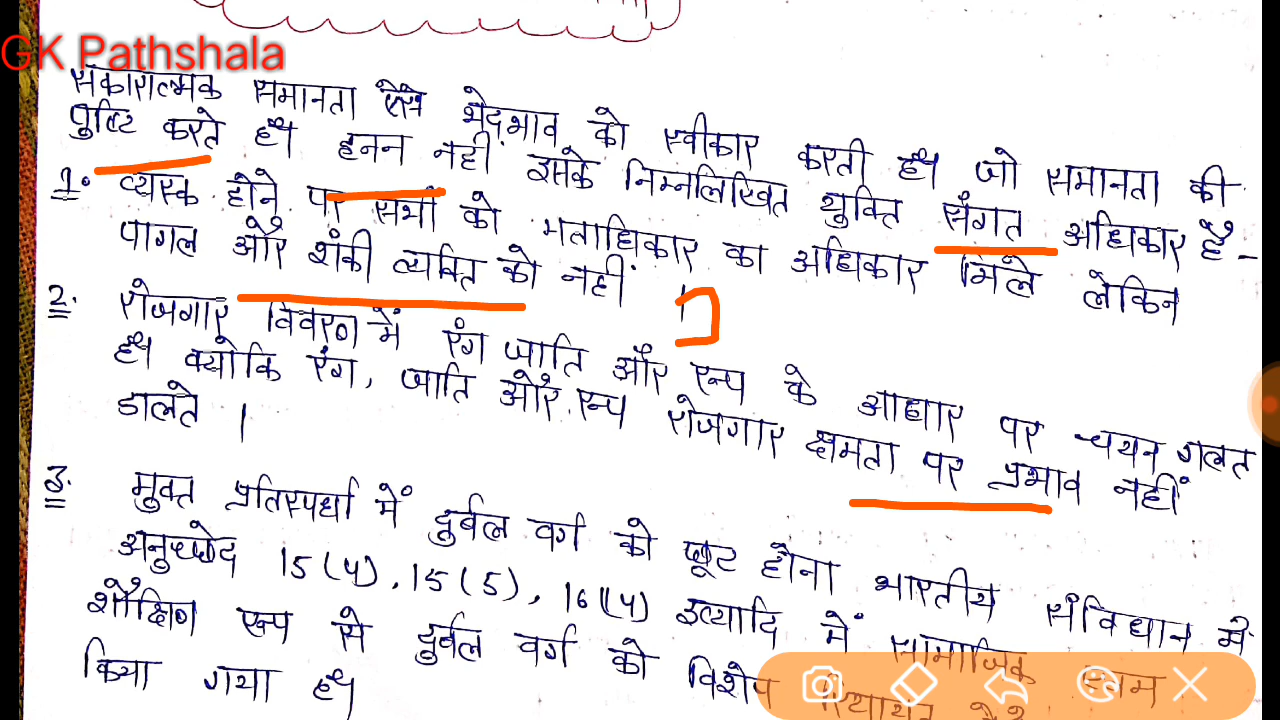 GK Pathshala
सकारात्मक समानता ऐसे भेदभाव को स्वीकार करती है। जो समानता की
पुष्टि करते है। हनन नही इसके निम्नलिखित युक्ति संगत अधिकार है -
1. व्यस्क होने पर सभी को मताधिकार का अधिकार मिले लेकिन
पागल और शंकी व्यक्ति को नहीं ।
2. रोजगार विवरण में रंग जाति और रूप के आधार पर चयन गलत
है। क्योकि रंग, जाति और रूप रोजगार क्षमता पर प्रभाव नहीं
डालते ।
3. मुक्त प्रतिस्पर्धा में दुर्बल वर्ग को छूट होना भारतीय संविधान में
अनुच्छेद 15(4), 15(5), 16(4) इत्यादि में सामाजिक एवम
शैक्षिण रूप से दुर्बल वर्ग को विशेष
किया गया है।